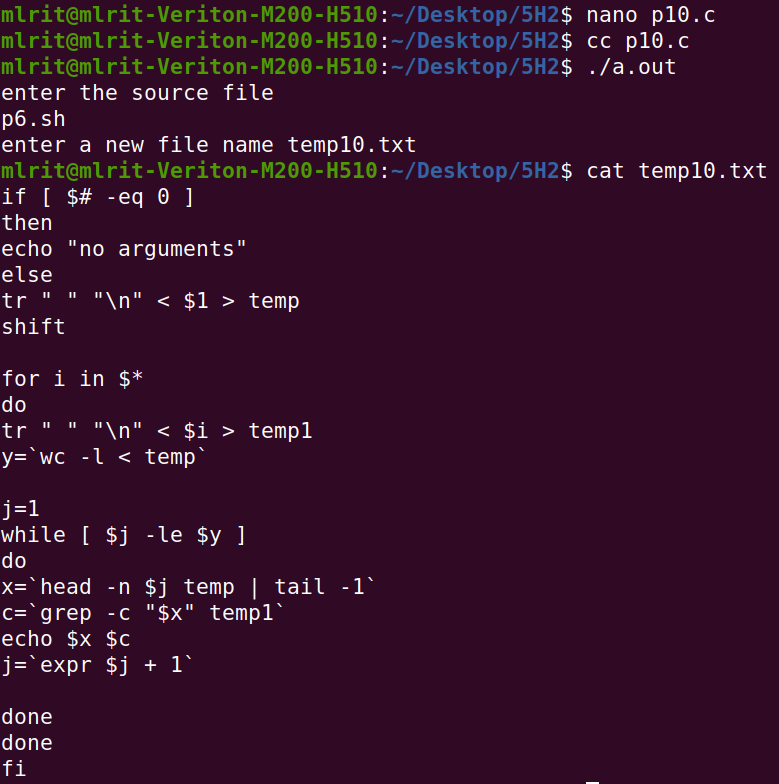 mlrit@mlrit-Veriton-M200-H510:~/Desktop/5H2$ nano p10.c
mlrit@mlrit-Veriton-M200-H510:~/Desktop/5H2$ cc p10.c
mlrit@mlrit-Veriton-M200-H510:~/Desktop/5H2$ ./a.out
enter the source file
p6.sh
enter a new file name temp10.txt
mlrit@mlrit-Veriton-M200-H510:~/Desktop/5H2$ cat temp10.txt
if [ $# -eq 0 ]
then
echo "no arguments"
else
tr " " "\n" < $1 > temp
shift

for i in $*
do
tr " " "\n" < $i > temp1
y=`wc -l < temp`

j=1
while [ $j -le $y ]
do
x=`head -n $j temp | tail -1`
c=`grep -c "$x" temp1`
echo $x $c
j=`expr $j + 1`

done
done
fi